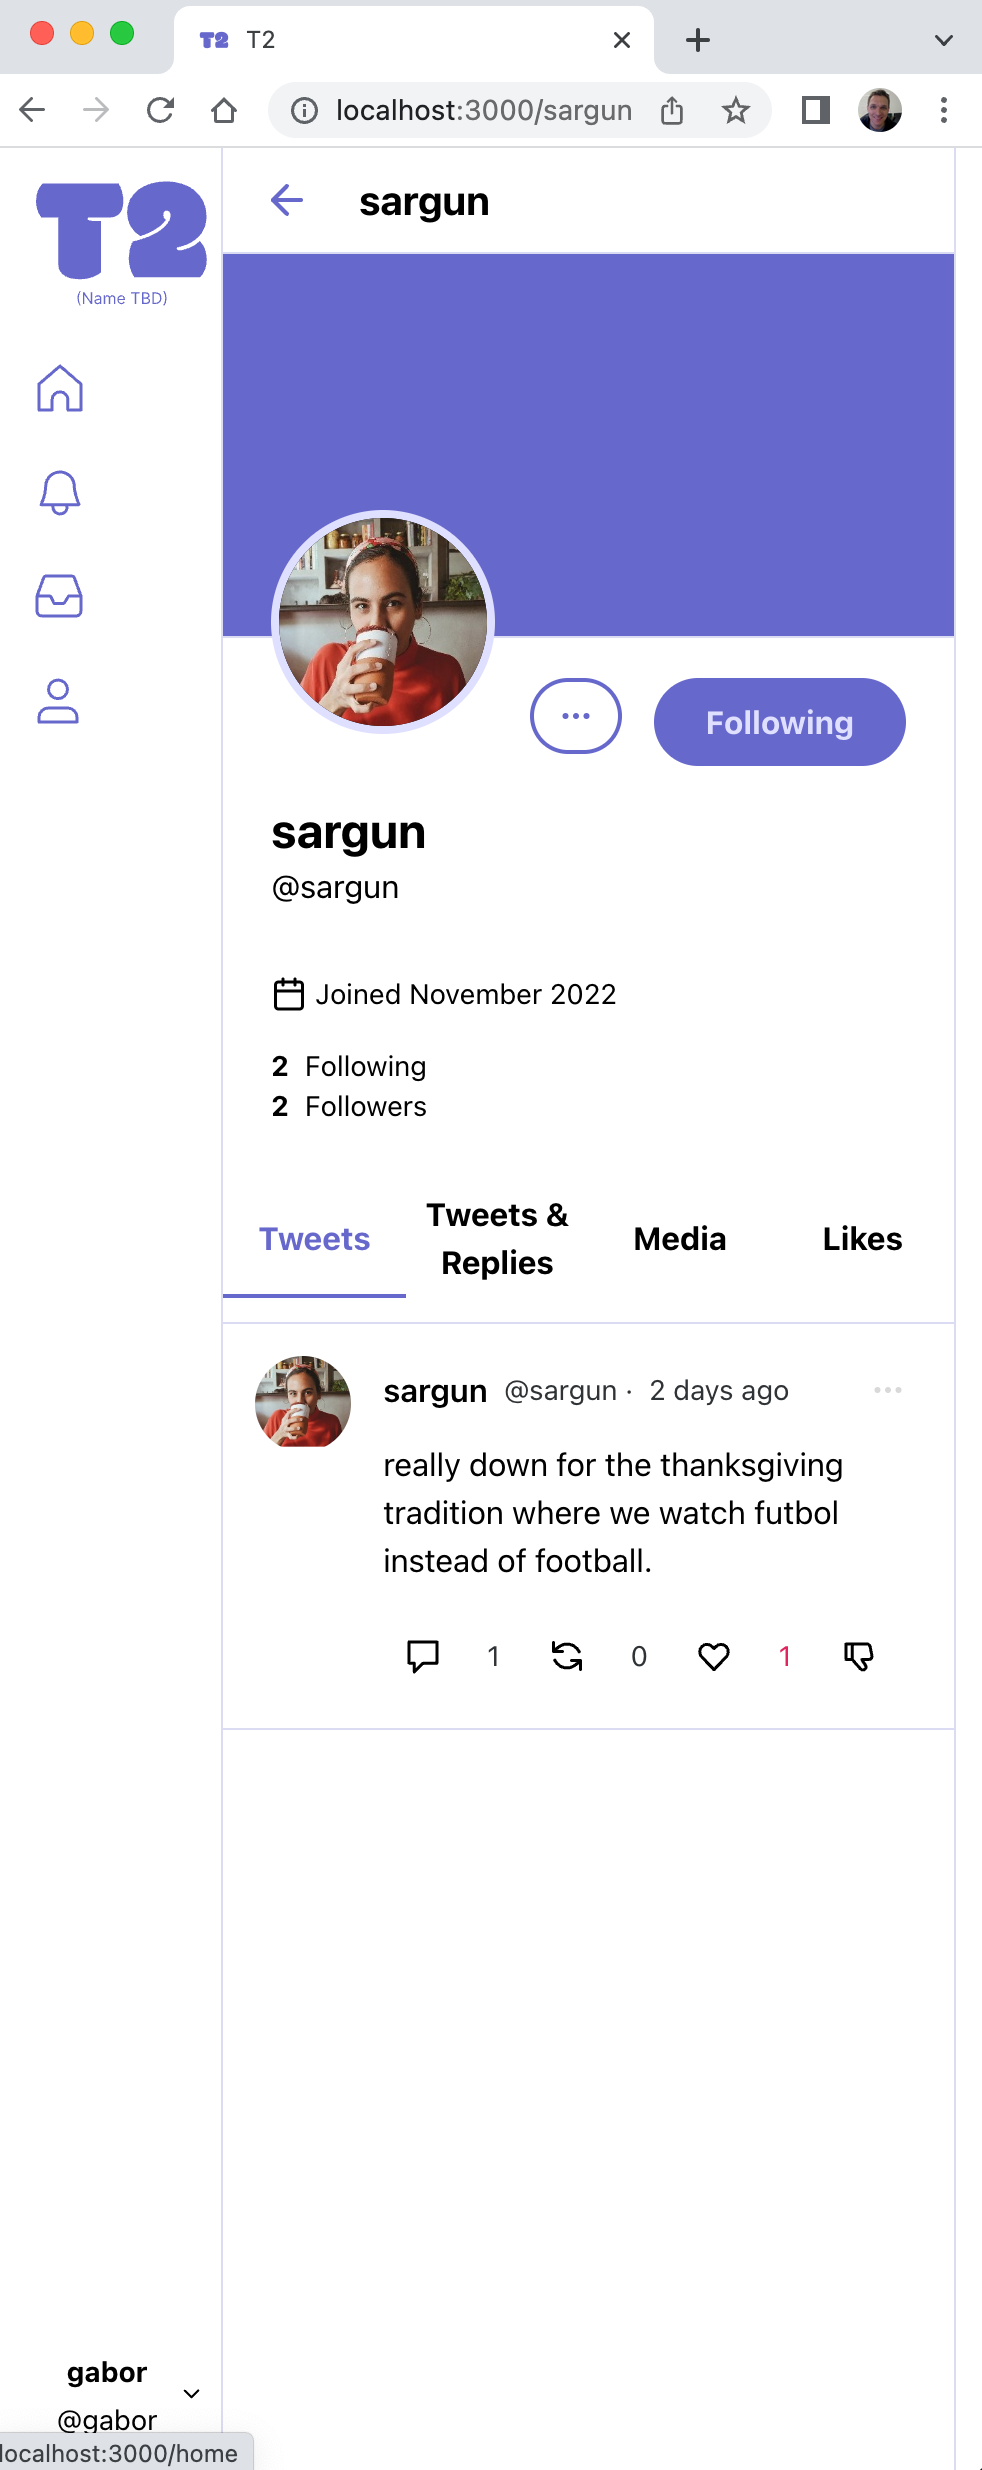 T2
localhost:3000/sargun
T2
(Name TBD)
sargun
Following
sargun
@sargun
Joined November 2022
2 Following
2 Followers
Tweets
Tweets &
Replies
Media
Likes
sargun @sargun · 2 days ago
really down for the thanksgiving
tradition where we watch futbol
instead of football.
1 0 1
gabor
@gabor
localhost:3000/home